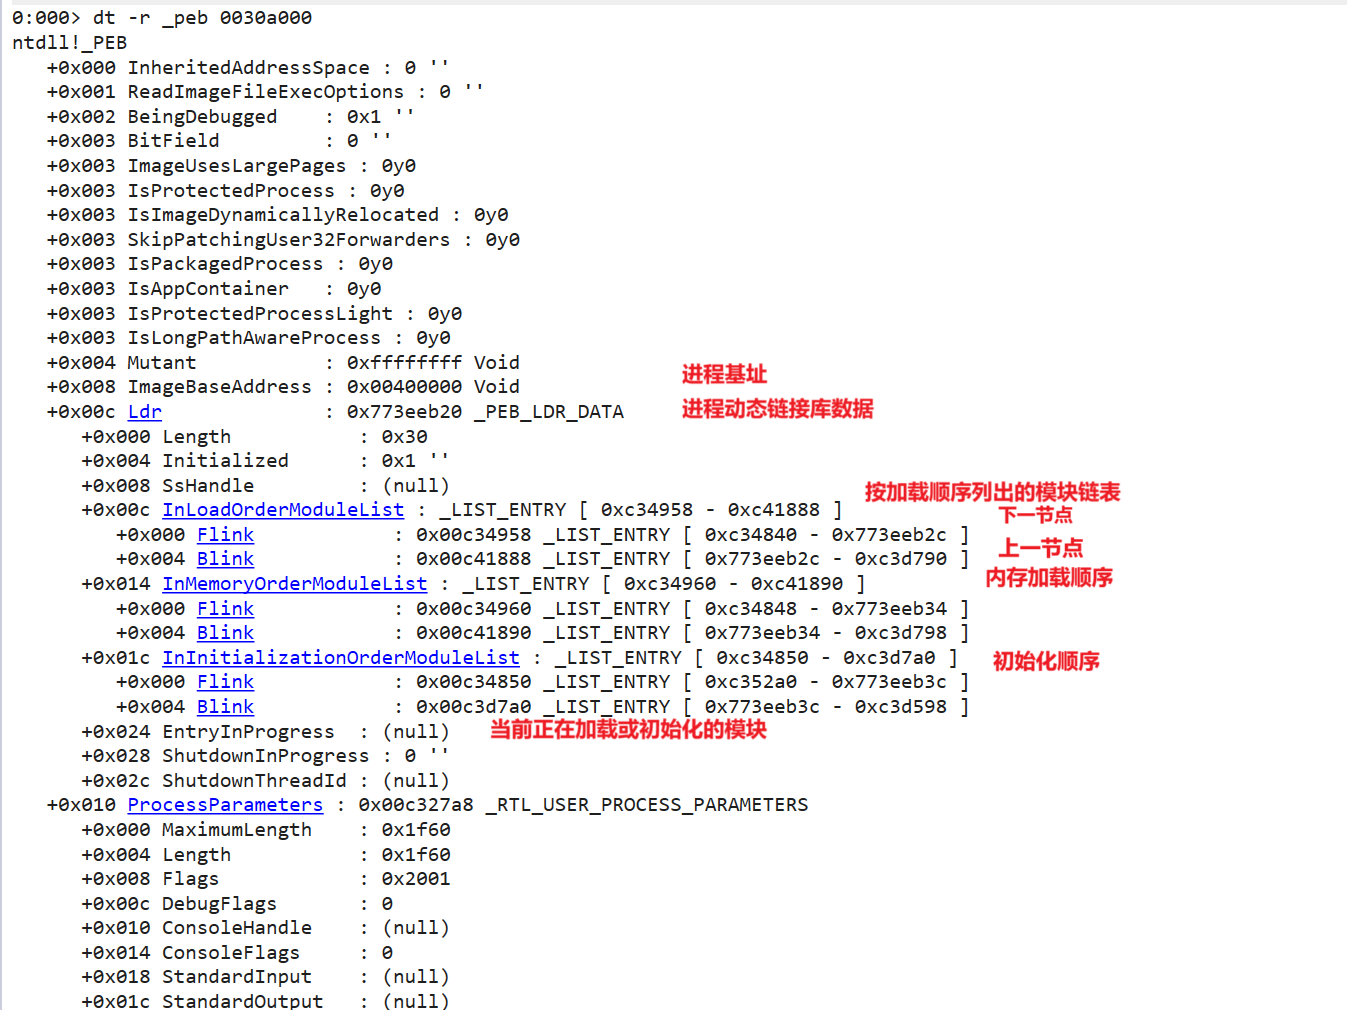 0:000> dt -r _peb 0030a000
ntdll!_PEB
+0x000 InheritedAddressSpace : 0 ''
+0x001 ReadImageFileExecOptions : 0 ''
+0x002 BeingDebugged : 0x1 ''
+0x003 BitField : 0 ''
+0x003 ImageUsesLargePages : 0y0
+0x003 IsProtectedProcess : 0y0
+0x003 IsImageDynamicallyRelocated : 0y0
+0x003 SkipPatchingUser32Forwarders : 0y0
+0x003 IsPackagedProcess : 0y0
+0x003 IsAppContainer : 0y0
+0x003 IsProtectedProcessLight : 0y0
+0x003 IsLongPathAwareProcess : 0y0
+0x004 Mutant : 0xffffffff Void
进程基址
+0x008 ImageBaseAddress : 0x00400000 Void
+0x00c Ldr : 0x773eeb20 _PEB_LDR_DATA 进程动态链接库数据
+0x000 Length : 0x30
+0x004 Initialized : 0x1 ''
+0x008 SsHandle : (null)
按加载顺序列出的模块链表
+0x00c InLoadOrderModuleList : _LIST_ENTRY [ 0xc34958 - 0xc41888 ]
下一节点
+0x000 Flink : 0x00c34958 _LIST_ENTRY [ 0xc34840 - 0x773eeb2c ]
+0x004 Blink : 0x00c41888 _LIST_ENTRY [ 0x773eeb2c - 0xc3d790 ] 上一节点
+0x014 InMemoryOrderModuleList : _LIST_ENTRY [ 0xc34960 - 0xc41890 ] 内存加载顺序
+0x000 Flink : 0x00c34960 _LIST_ENTRY [ 0xc34848 - 0x773eeb34 ]
+0x004 Blink : 0x00c41890 _LIST_ENTRY [ 0x773eeb34 - 0xc3d798 ]
+0x01c InInitializationOrderModuleList : _LIST_ENTRY [ 0xc34850 - 0xc3d7a0 ] 初始化顺序
+0x000 Flink : 0x00c34850 _LIST_ENTRY [ 0xc352a0 - 0x773eeb3c ]
+0x004 Blink : 0x00c3d7a0 _LIST_ENTRY [ 0x773eeb3c - 0xc3d598 ]
+0x024 EntryInProgress : (null) 当前正在加载或初始化的模块
+0x028 ShutdownInProgress : 0 ''
+0x02c ShutdownThreadId : (null)
+0x010 ProcessParameters : 0x00c327a8 _RTL_USER_PROCESS_PARAMETERS
+0x000 MaximumLength : 0x1f60
+0x004 Length : 0x1f60
+0x008 Flags : 0x2001
+0x00c DebugFlags : 0
+0x010 ConsoleHandle : (null)
+0x014 ConsoleFlags : 0
+0x018 StandardInput : (null)
+0x01c StandardOutput : (null)